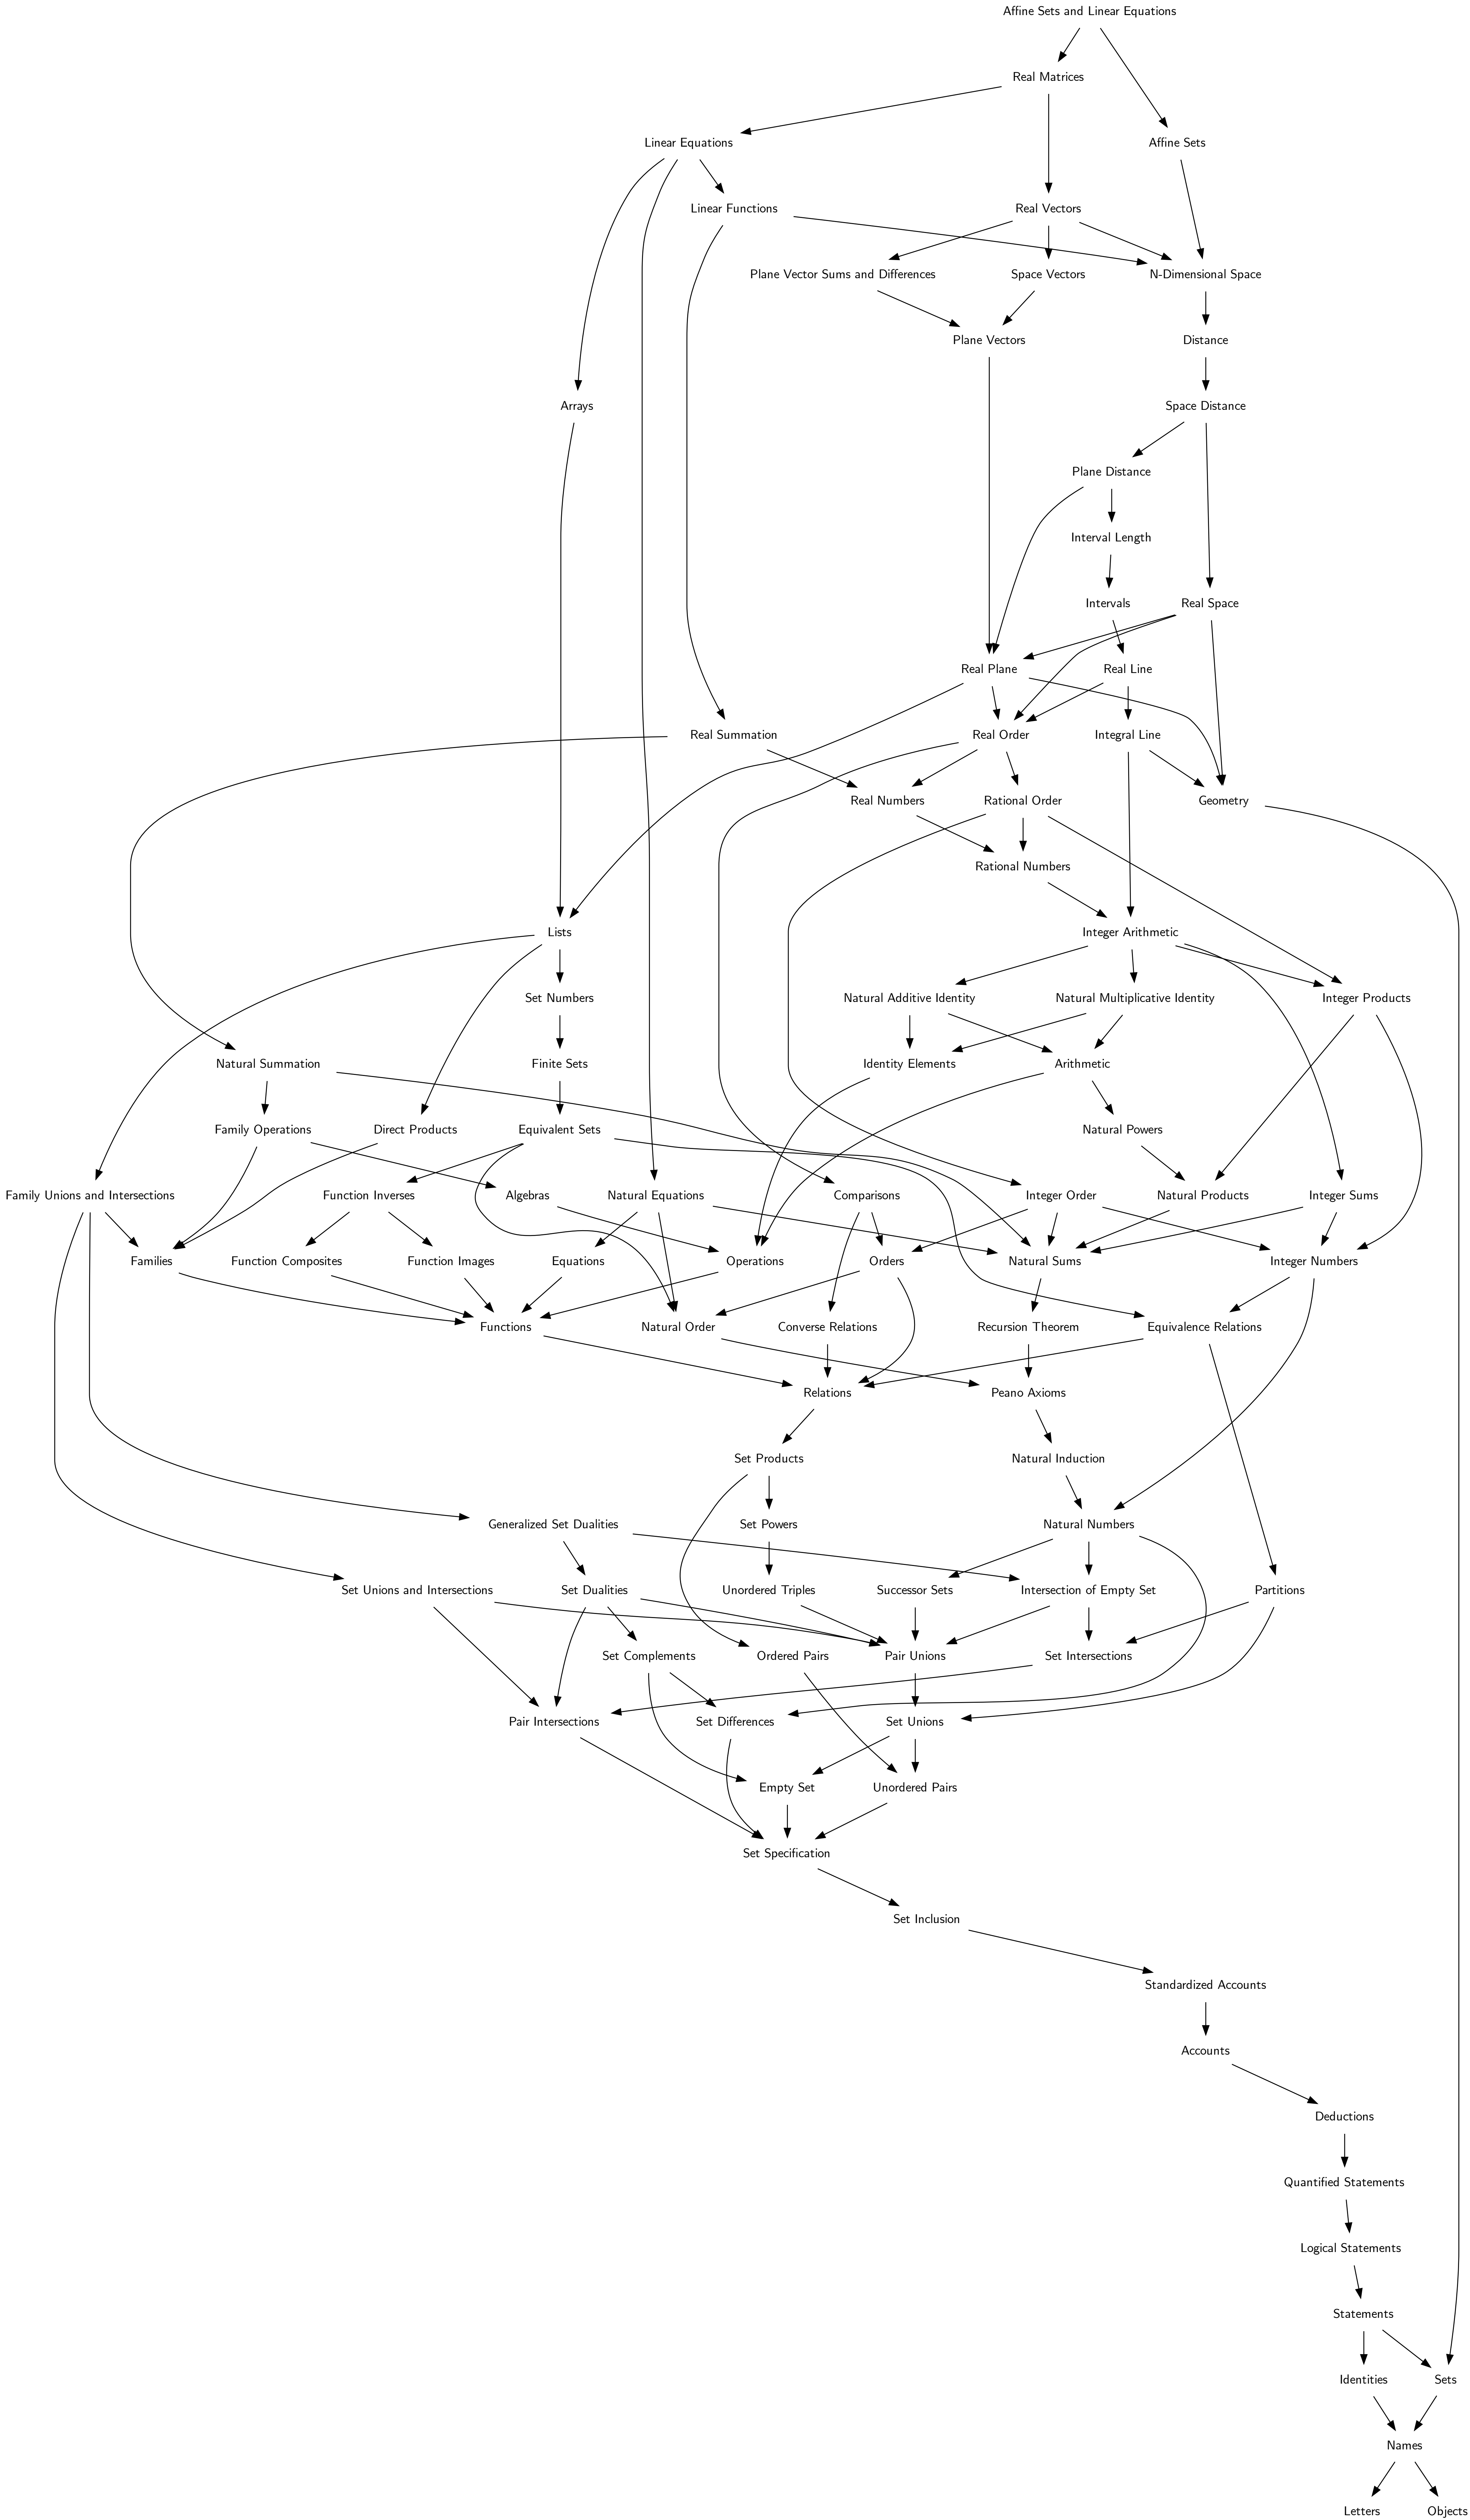 Affine Sets and Linear Equations
Real Matrices
Linear Equations
Affine Sets
Linear Functions
Real Vectors
Plane Vector Sums and Differences
Space Vectors
N-Dimensional Space
Plane Vectors
Distance
Arrays
Space Distance
Plane Distance
Interval Length
Intervals
Real Space
Real Plane
Real Line
Real Summation
Real Order
Integral Line
Real Numbers
Rational Order
Geometry
Rational Numbers
Lists
Integer Arithmetic
Set Numbers
Natural Additive Identity
Natural Multiplicative Identity
Integer Products
Natural Summation
Finite Sets
Identity Elements
Arithmetic
Family Operations
Direct Products
Equivalent Sets
Natural Powers
Family Unions and Intersections
Function Inverses
Algebras
Natural Equations
Comparisons
Integer Order
Natural Products
Integer Sums
Families
Function Composites
Function Images
Equations
Operations
Orders
Natural Sums
Integer Numbers
Functions
Natural Order
Converse Relations
Recursion Theorem
Equivalence Relations
Relations
Peano Axioms
Set Products
Natural Induction
Generalized Set Dualities
Set Powers
Natural Numbers
Set Unions and Intersections
Set Dualities
Unordered Triples
Successor Sets
Intersection of Empty Set
Partitions
Set Complements
Ordered Pairs
Pair Unions
Set Intersections
Pair Intersections
Set Differences
Set Unions
Empty Set
Unordered Pairs
Set Specification
Set Inclusion
Standardized Accounts
Accounts
Deductions
Quantified Statements
Logical Statements
Statements
Identities
Sets
Names
Letters
Objects